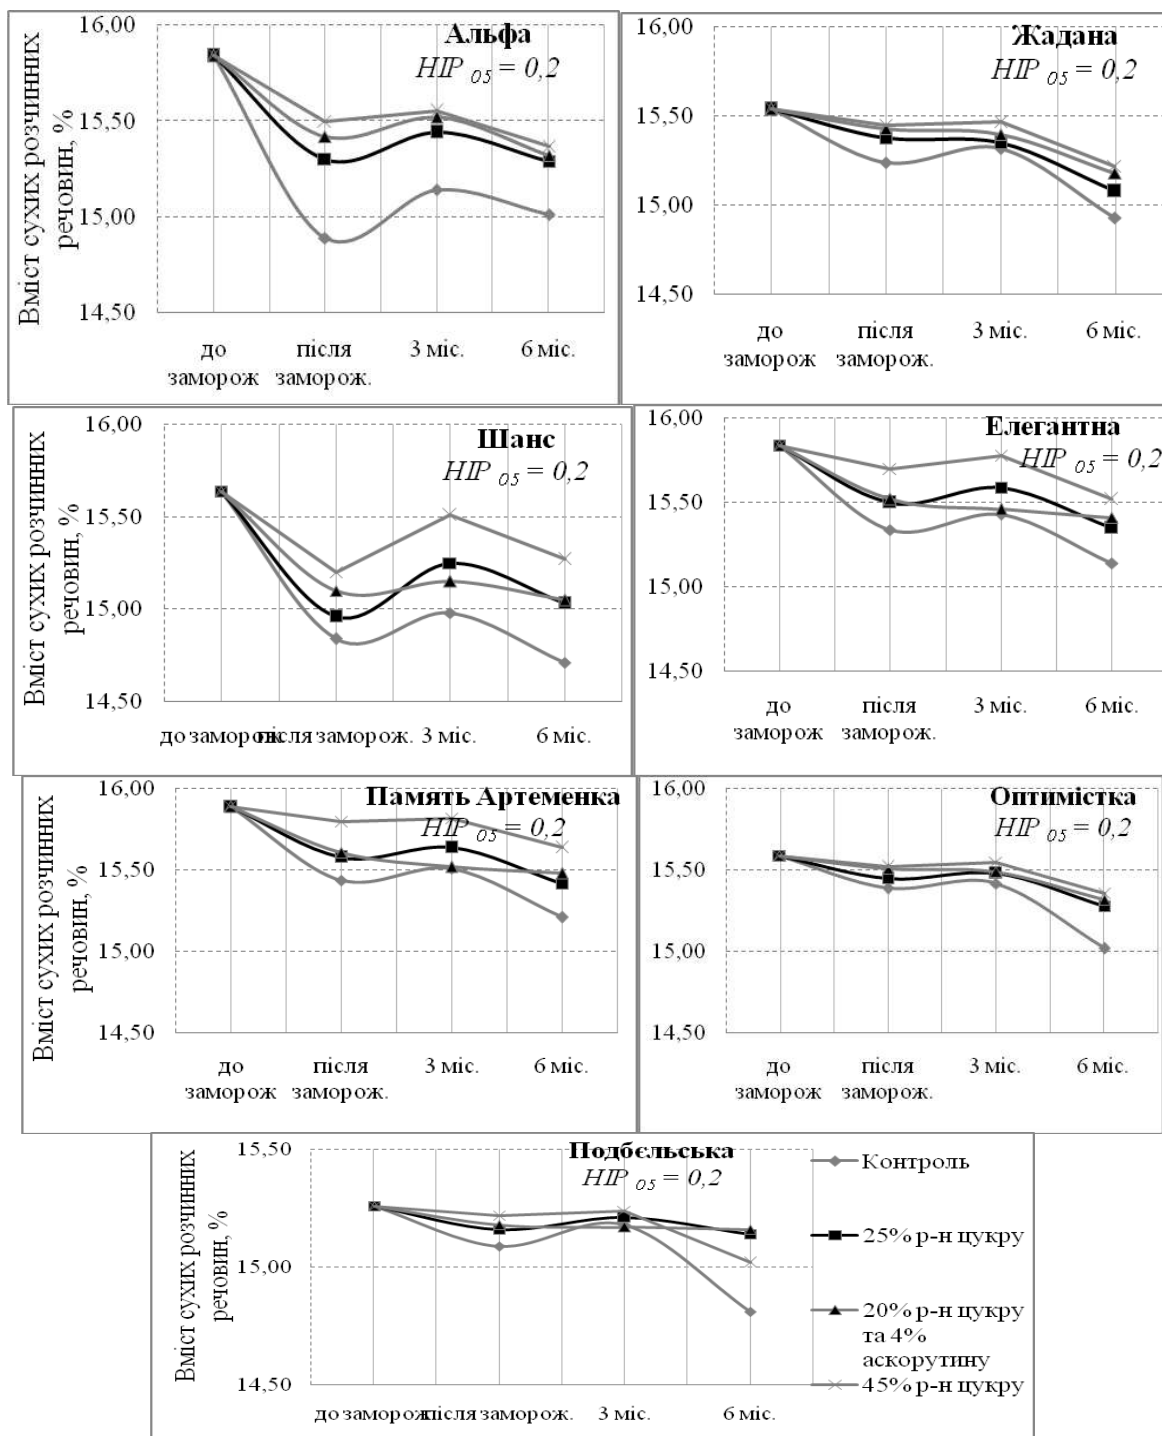 Альфа
НІР 05 = 0,2
Вміст сухих розчинних
речовин, %
16,00
15,50
15,00
14,50
до
заморож
після
заморож.
3 міс.
6 міс.
Жадана
НІР 05 = 0,2
16,00
15,50
15,00
14,50
до
заморож
після
заморож.
3 міс.
6 міс.
Шанс
НІР 05 = 0,2
Вміст сухих розчинних
речовин, %
16,00
15,50
15,00
14,50
до заморож
після заморож.
3 міс.
6 міс.
Елегантна
НІР 05 = 0,2
16,00
15,50
15,00
14,50
до
заморож
після
заморож.
3 міс.
6 міс.
Память Артеменка
НІР 05 = 0,2
Вміст сухих розчинних
речовин, %
16,00
15,50
15,00
14,50
до
заморож
після
заморож.
3 міс.
6 міс.
Оптимістка
НІР 05 = 0,2
16,00
15,50
15,00
14,50
до
заморож
після
заморож.
3 міс.
6 міс.
Подбєльська
НІР 05 = 0,2
Вміст сухих розчинних
речовин, %
15,50
15,00
14,50
до заморож
після заморож.
3 міс.
6 міс.
Контроль
25% р-н цукру
20% р-н цукру
та 4%
аскорутину
45% р-н цукру